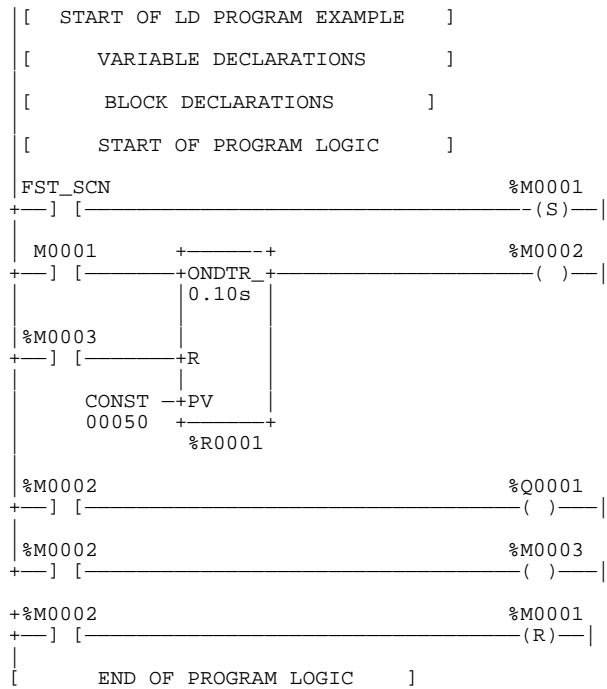 |[  START OF LD PROGRAM EXAMPLE   ]
|[     VARIABLE DECLARATIONS      ]
|[     BLOCK DECLARATIONS       ]
|[    START OF PROGRAM LOGIC     ]
FST_SCN %M0001
+——] [————————————————————————————-(S)——|
M0001 +—————-+ %M0002
+——] [———————+ONDTR_+————————————————————( )——|
0.10s
%M0003
+——] [———————+R
CONST —+PV
00050 +——————+
%R0001
%M0002 %Q0001
+——] [————————————————————————————( )———|
%M0002 %M0003
+——] [————————————————————————————( )———|
+%M0002 %M0001
+——] [————————————————————————————(R)——|
[     END OF PROGRAM LOGIC    ]